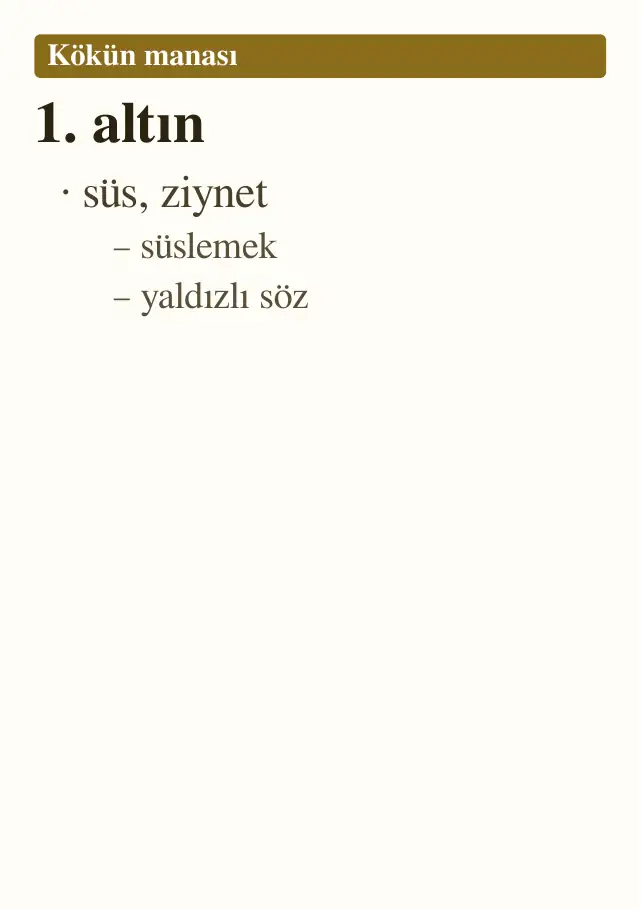 Kökün manası
1. altın
· süs, ziynet
– süslemek
– yaldızlı söz